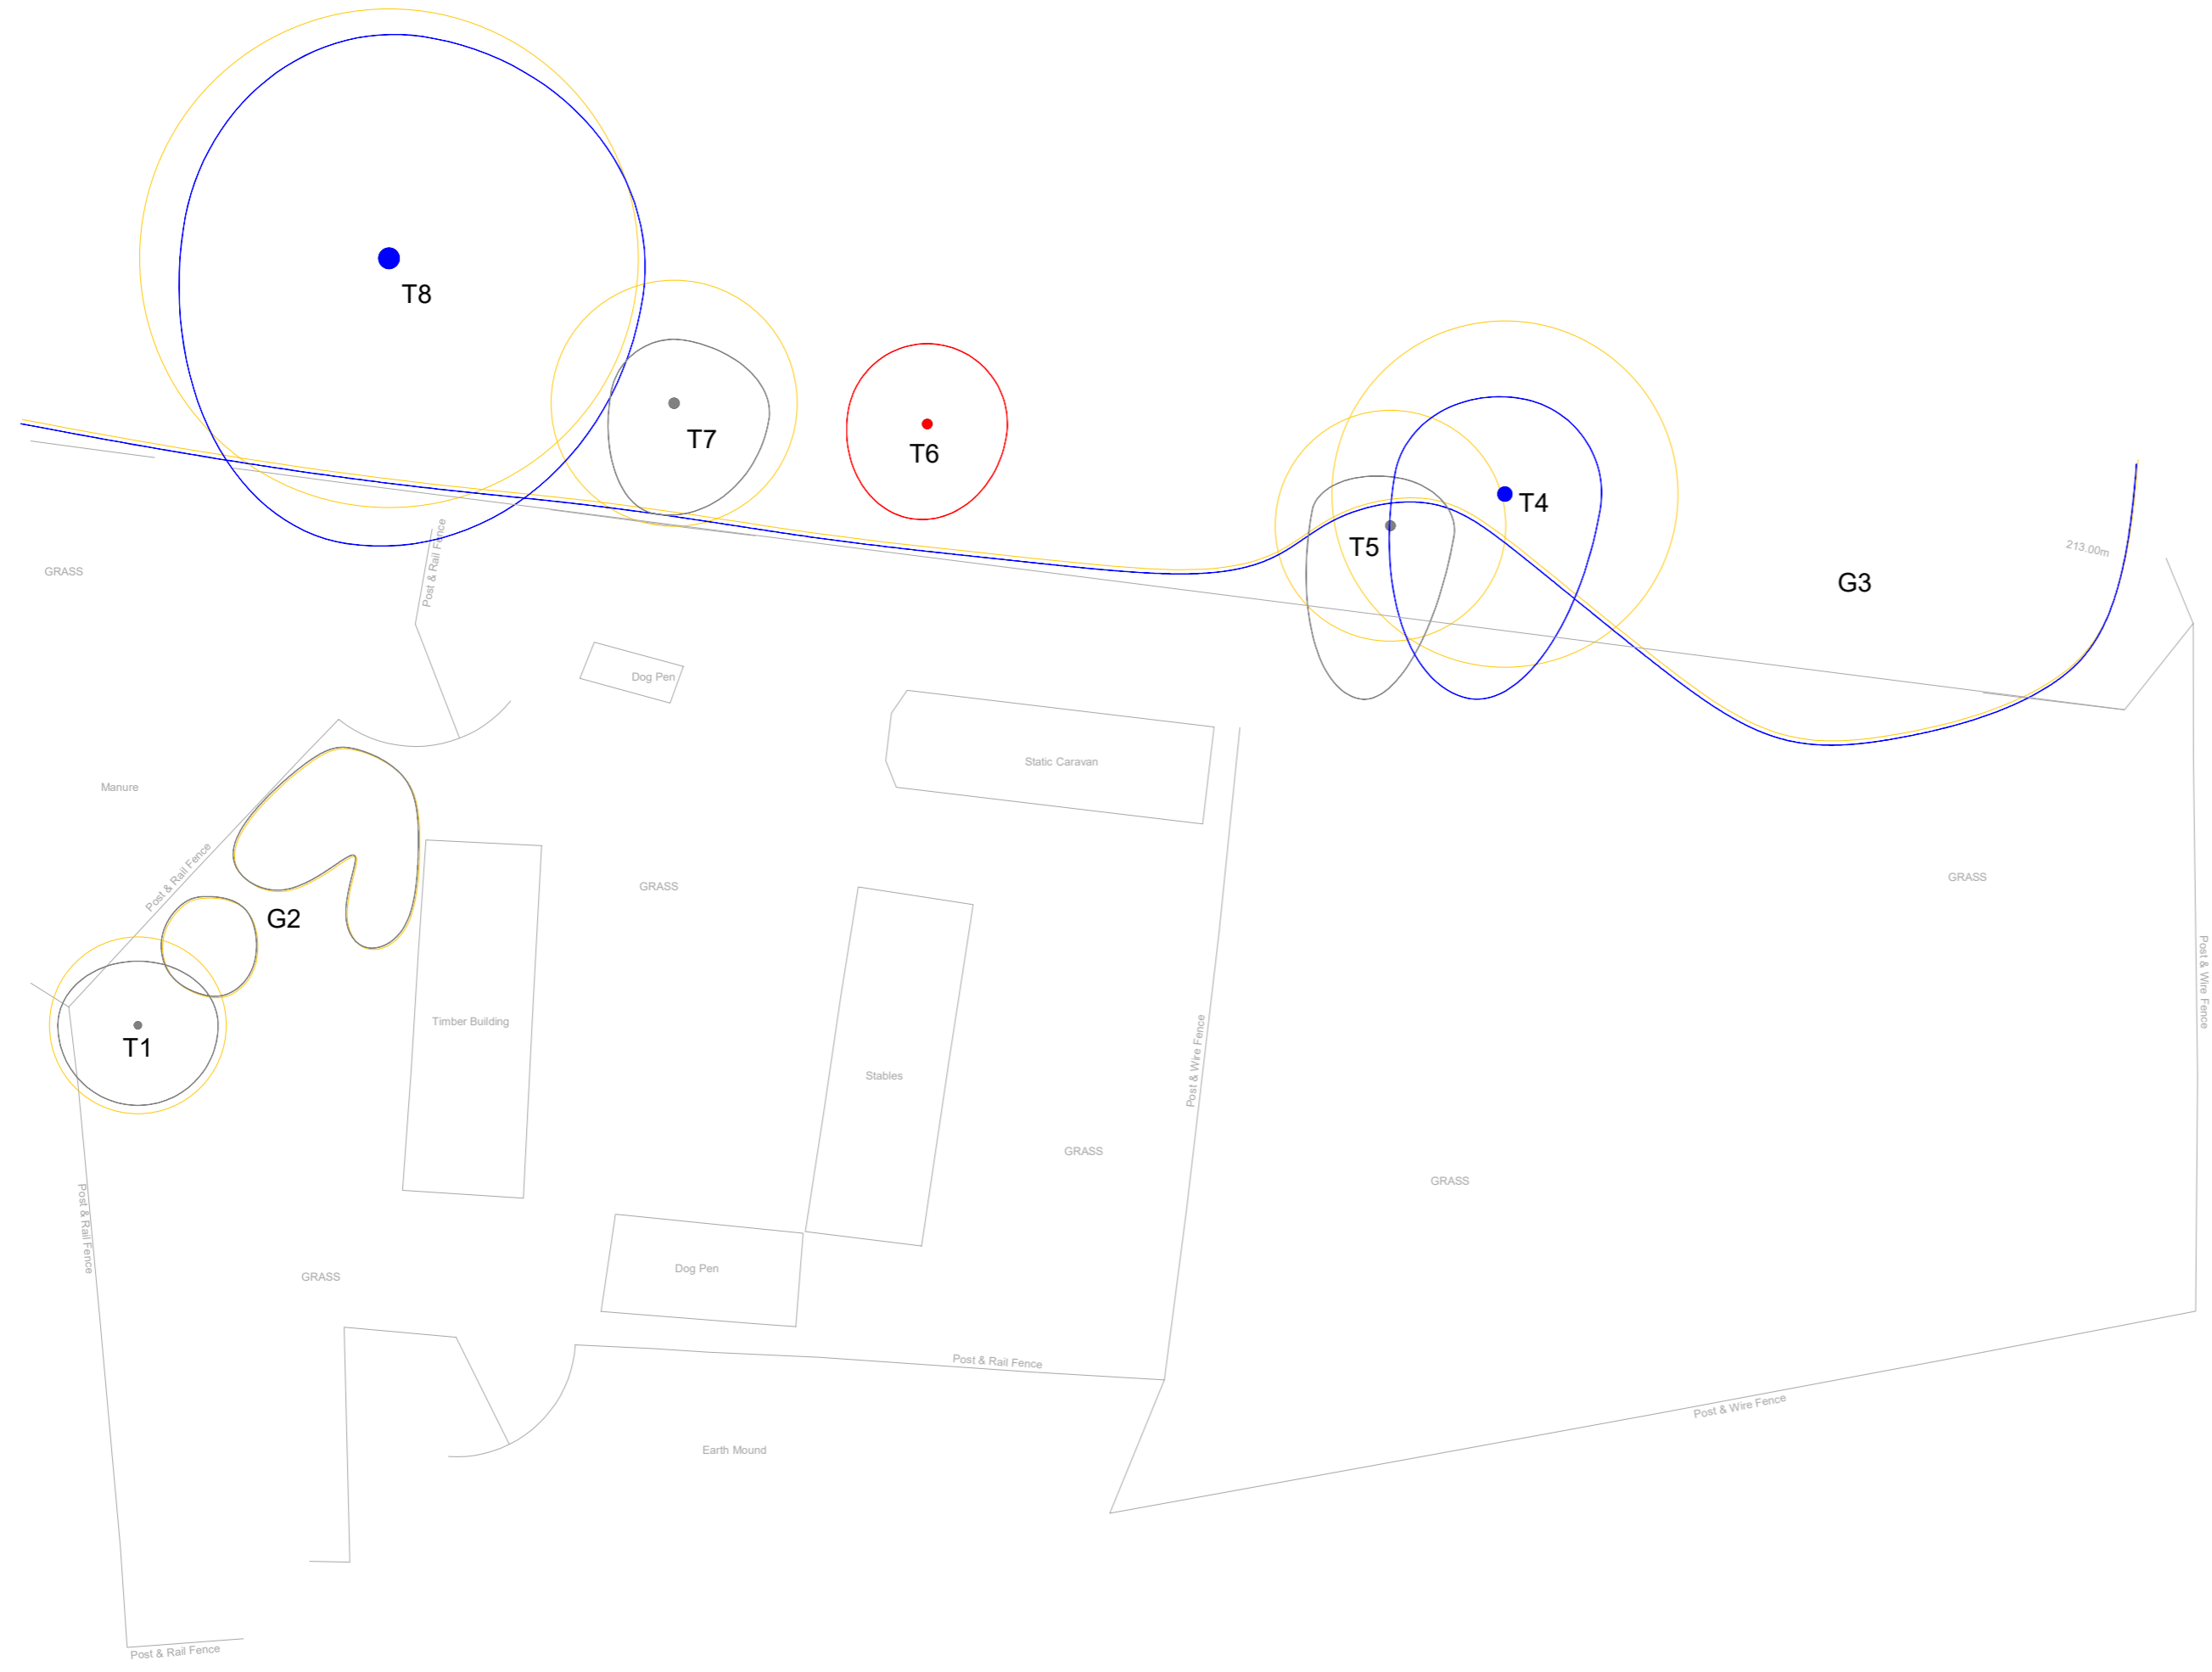 T8
T7
T6
T4
T5
G3
213.00m
Post & Rail Fence
GRASS
Dog Pen
Static Caravan
Manure
Post & Rail Fence
GRASS
GRASS
G2
Post & Wire Fence
T1
Timber Building
Stables
Post & Wire Fence
GRASS
GRASS
Post & Rail Fence
Dog Pen
GRASS
Post & Rail Fence
Post & Wire Fence
Earth Mound
Post & Rail Fence